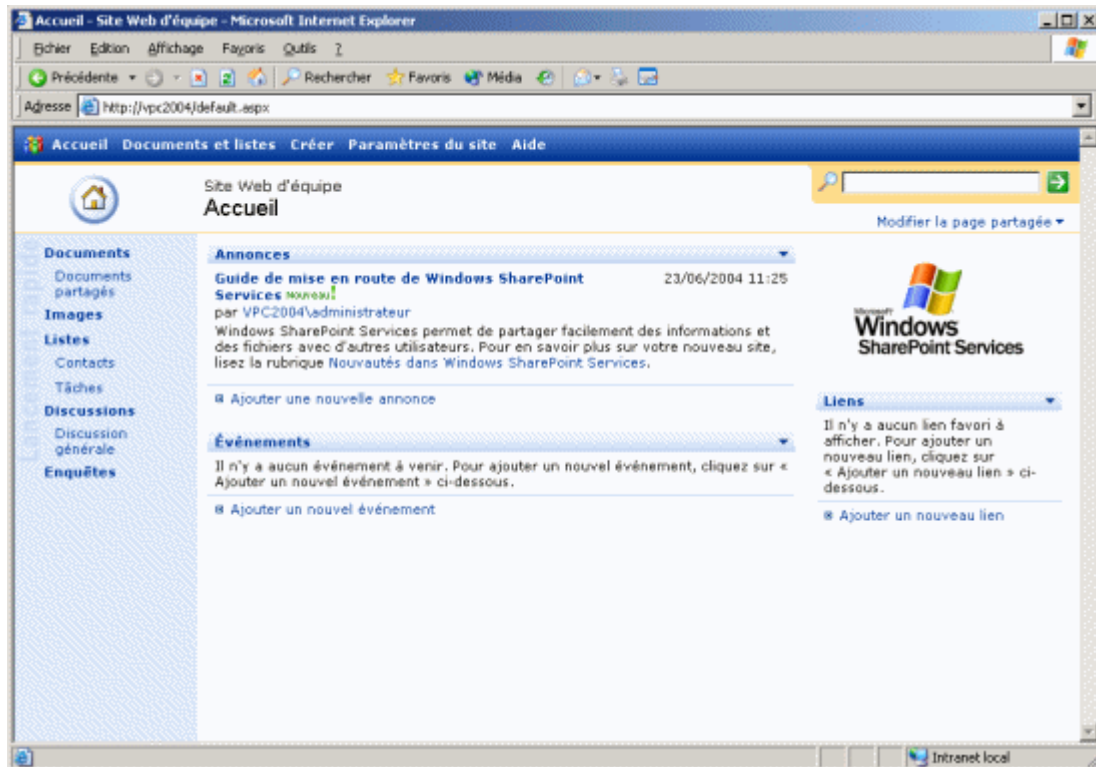 Accueil - Site Web d'équipe - Microsoft Internet Explorer
Fichier Edition Affichage Favoris Outils ?
Précédente Rechercher Favoris Média
Adresse http://vpc2004/default.aspx
Accueil Documents et listes Créer Paramètres du site Aide
Site Web d'équipe
Accueil
Modifier la page partagée
Lancement rapide
Documents
Documents
partagés
Images
Listes
Contacts
Tâches
Discussions
Discussion
générale
Enquêtes
Annonces
Guide de mise en route de Windows SharePoint
Services Nouveau!
23/06/2004 11:25
par VPC2004\administrateur
Windows SharePoint Services permet de partager facilement des informations et
des fichiers avec d'autres utilisateurs. Pour en savoir plus sur votre nouveau site,
lisez la rubrique Nouvautés dans Windows SharePoint Services.
Ajouter une nouvelle annonce
Événements
Il n'y a aucun événement à venir. Pour ajouter un nouvel événement, cliquez sur «
Ajouter un nouvel événement » ci-dessous.
Ajouter un nouvel événement
Microsoft
Windows
SharePoint Services
Liens
Il n'y a aucun lien favori à
afficher. Pour ajouter un
nouveau lien, cliquez sur
« Ajouter un nouveau lien » ci-
dessous.
Ajouter un nouveau lien
Intranet local